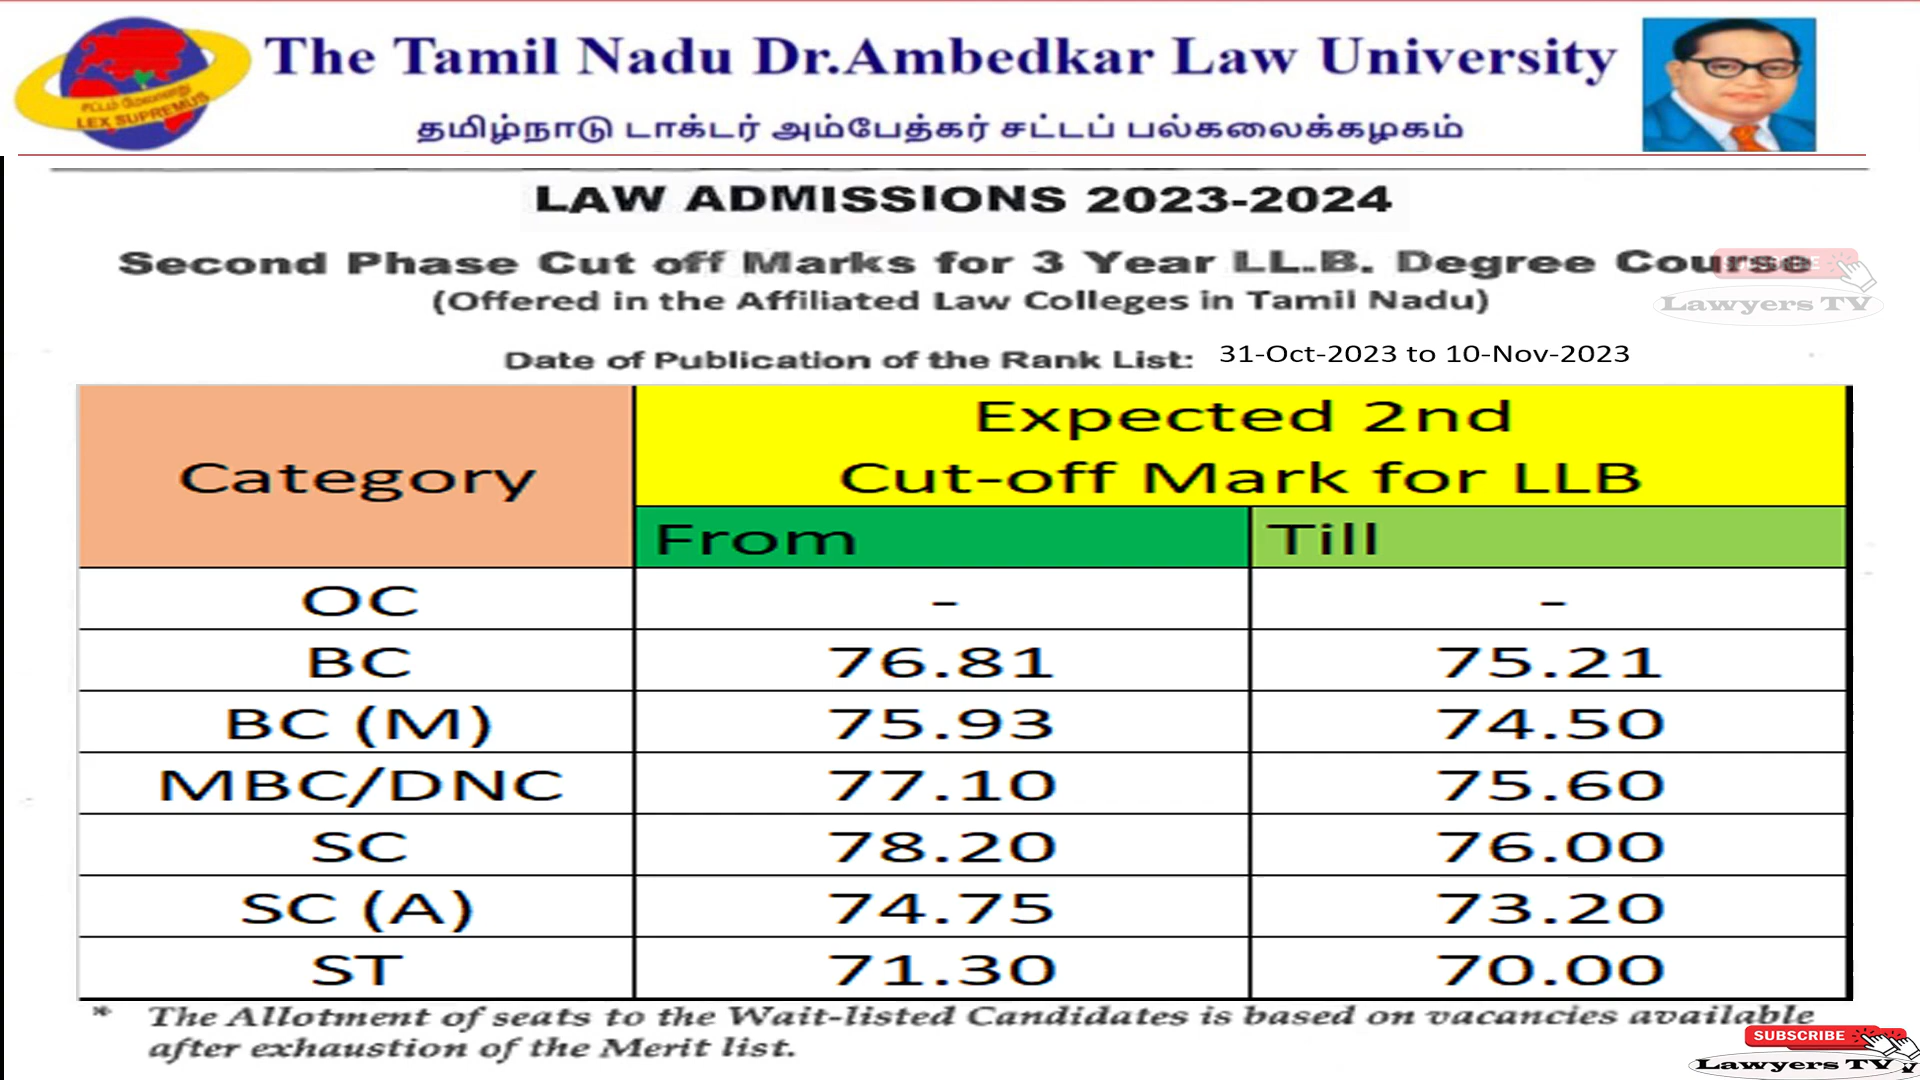 The Tamil Nadu Dr.Ambedkar Law University
தமிழ்நாடு டாக்டர் அம்பேத்கர் சட்டப் பல்கலைக்கழகம்
சட்டம் மேலானது
LEX SUPREMUS
LAW ADMISSIONS 2023-2024
Second Phase Cut off Marks for 3 Year LL.B. Degree Course
SUBSCRIBE
(Offered in the Affiliated Law Colleges in Tamil Nadu)
Lawyers TV
Date of Publication of the Rank List: 31-Oct-2023 to 10-Nov-2023
Category
Expected 2nd
Cut-off Mark for LLB
From Till
OC - -
BC 76.81 75.21
BC (M) 75.93 74.50
MBC/DNC 77.10 75.60
SC 78.20 76.00
SC (A) 74.75 73.20
ST 71.30 70.00
* The Allotment of seats to the Wait-listed Candidates is based on vacancies available
after exhaustion of the Merit list.
SUBSCRIBE
Lawyers TV